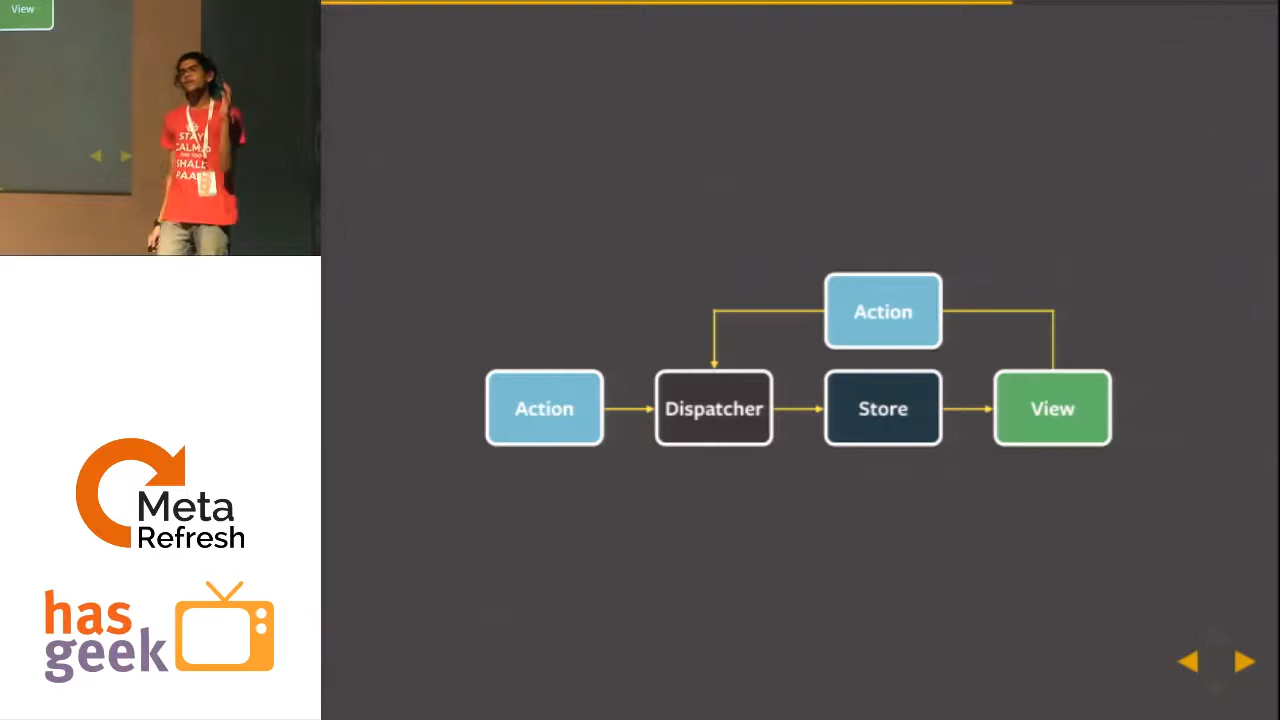 View
STAY
CALM
SHALL
Action
Action
Dispatcher
Store
View
Meta
Refresh
has
geek